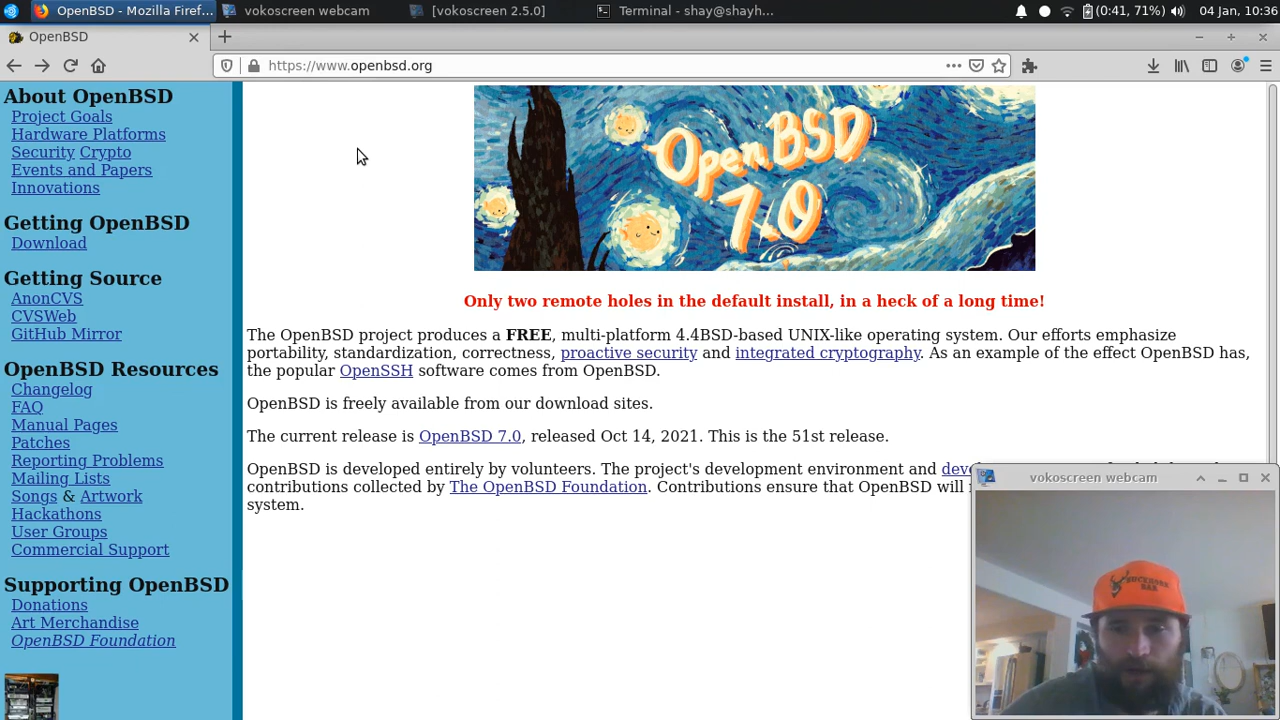 OpenBSD - Mozilla Firef...
vokoscreen webcam
[vokoscreen 2.5.0]
Terminal - shay@shayh...
(0:41, 71%)
04 Jan, 10:36
OpenBSD
https://www.openbsd.org
About OpenBSD
Project Goals
Hardware Platforms
Security Crypto
Events and Papers
Innovations
Getting OpenBSD
Download
Getting Source
AnonCVS
CVSWeb
GitHub Mirror
OpenBSD Resources
Changelog
FAQ
Manual Pages
Patches
Reporting Problems
Mailing Lists
Songs & Artwork
Hackathons
User Groups
Commercial Support
Supporting OpenBSD
Donations
Art Merchandise
OpenBSD Foundation
OpenBSD
7.0
Only two remote holes in the default install, in a heck of a long time!
The OpenBSD project produces a FREE, multi-platform 4.4BSD-based UNIX-like operating system. Our efforts emphasize
portability, standardization, correctness, proactive security and integrated cryptography. As an example of the effect OpenBSD has,
the popular OpenSSH software comes from OpenBSD.
OpenBSD is freely available from our download sites.
The current release is OpenBSD 7.0, released Oct 14, 2021. This is the 51st release.
OpenBSD is developed entirely by volunteers. The project's development environment and
contributions collected by The OpenBSD Foundation. Contributions ensure that OpenBSD will
system.
vokoscreen webcam
BUCKHORN
BAR